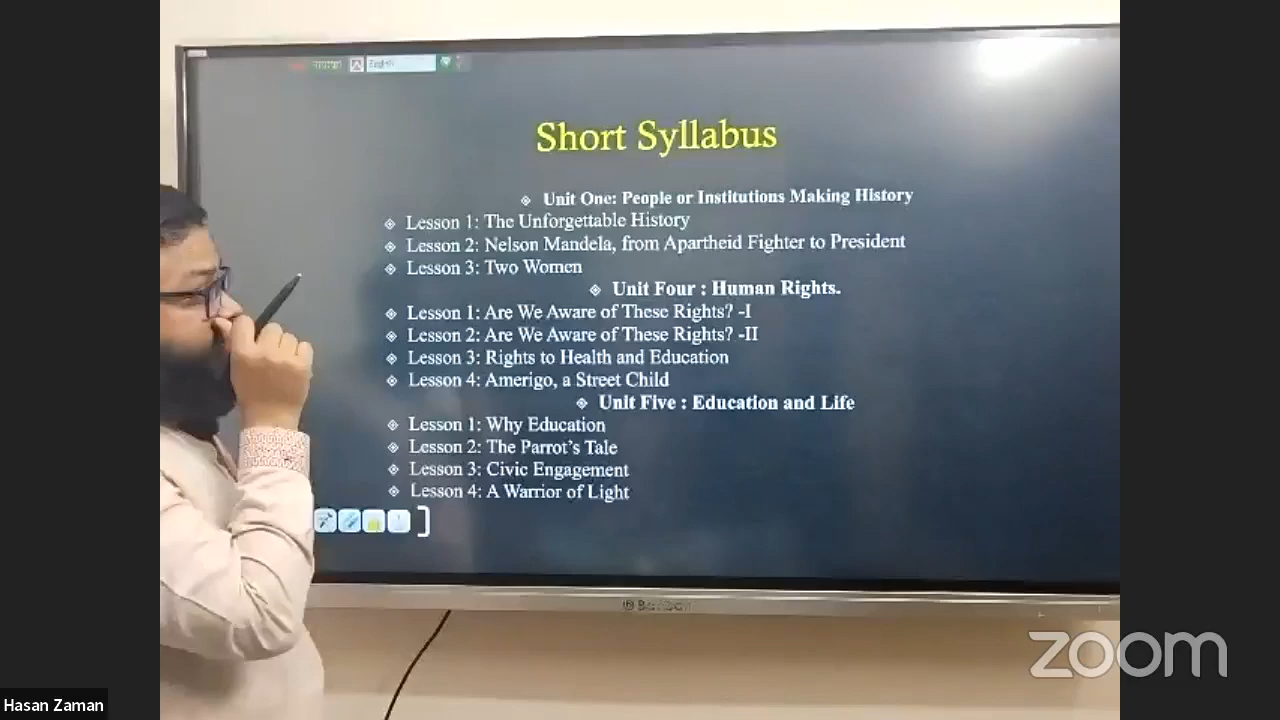 English
Short Syllabus
Unit One: People or Institutions Making History
Lesson 1: The Unforgettable History
Lesson 2: Nelson Mandela, from Apartheid Fighter to President
Lesson 3: Two Women
Unit Four : Human Rights.
Lesson 1: Are We Aware of These Rights? -I
Lesson 2: Are We Aware of These Rights? -II
Lesson 3: Rights to Health and Education
Lesson 4: Amerigo, a Street Child
Unit Five : Education and Life
Lesson 1: Why Education
Lesson 2: The Parrot's Tale
Lesson 3: Civic Engagement
Lesson 4: A Warrior of Light
]
zoom
Hasan Zaman